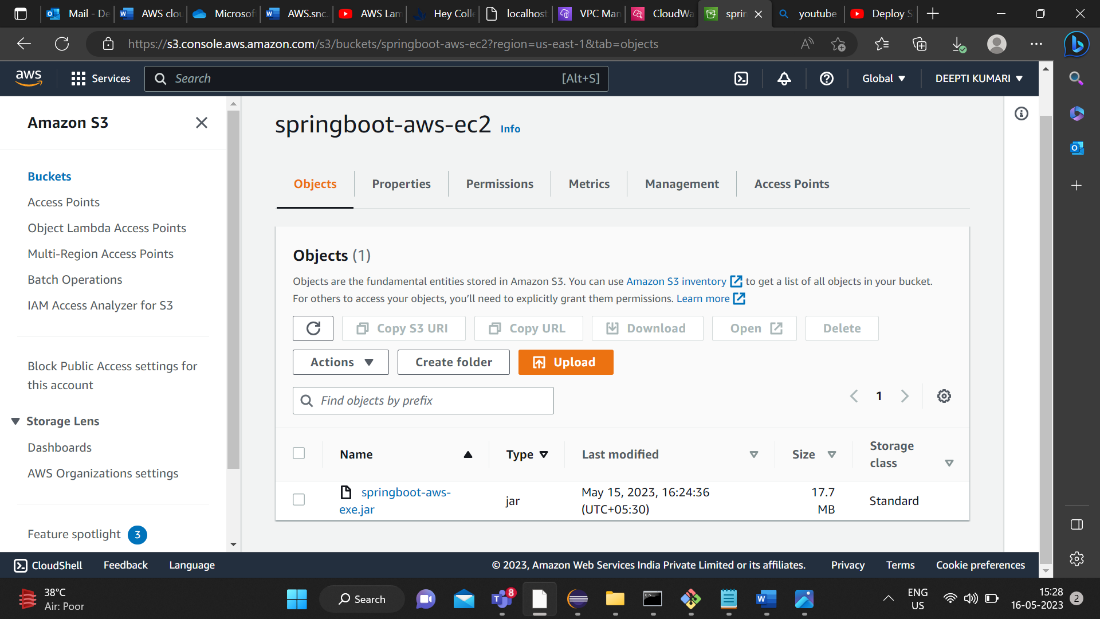 Mail - De
AWS clo
Microsof
AWS.snc
AWS Lam
Hey Coll
localhost
VPC Man
CloudWa
sprin
youtube
Deploy S
https://s3.console.aws.amazon.com/s3/buckets/springboot-aws-ec2?region=us-east-1&tab=objects
aws
Services
Search
[Alt+S]
Global
DEEPTI KUMARI
Amazon S3
Buckets
Access Points
Object Lambda Access Points
Multi-Region Access Points
Batch Operations
IAM Access Analyzer for S3
Block Public Access settings for
this account
Storage Lens
Dashboards
AWS Organizations settings
Feature spotlight 3
springboot-aws-ec2 Info
Objects
Properties
Permissions
Metrics
Management
Access Points
Objects (1)
Objects are the fundamental entities stored in Amazon S3. You can use Amazon S3 inventory to get a list of all objects in your bucket.
For others to access your objects, you'll need to explicitly grant them permissions. Learn more
Copy S3 URI
Copy URL
Download
Open
Delete
Actions
Create folder
Upload
Find objects by prefix
1
Name
Type
Last modified
Size
Storage
class
springboot-aws-
exe.jar
jar
May 15, 2023, 16:24:36
(UTC+05:30)
17.7
MB
Standard
CloudShell
Feedback
Language
© 2023, Amazon Web Services India Private Limited or its affiliates.
Privacy
Terms
Cookie preferences
38°C
Air: Poor
Search
8
ENG
US
15:28
16-05-2023
2